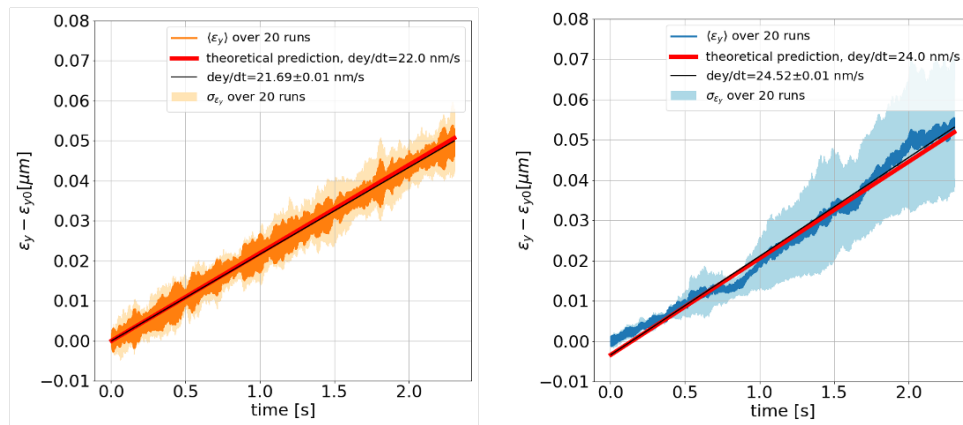 0.08
0.07
0.06
0.05
0.04
0.03
0.02
0.01
0.00
−0.01
εy − εy0[μm]
⟨εy⟩ over 20 runs
theoretical prediction, dey/dt=22.0 nm/s
dey/dt=21.69±0.01 nm/s
σεy over 20 runs
0.0 0.5 1.0 1.5 2.0
time [s]
0.08
0.07
0.06
0.05
0.04
0.03
0.02
0.01
0.00
−0.01
εy − εy0[μm]
⟨εy⟩ over 20 runs
theoretical prediction, dey/dt=24.0 nm/s
dey/dt=24.52±0.01 nm/s
σεy over 20 runs
0.0 0.5 1.0 1.5 2.0
time [s]